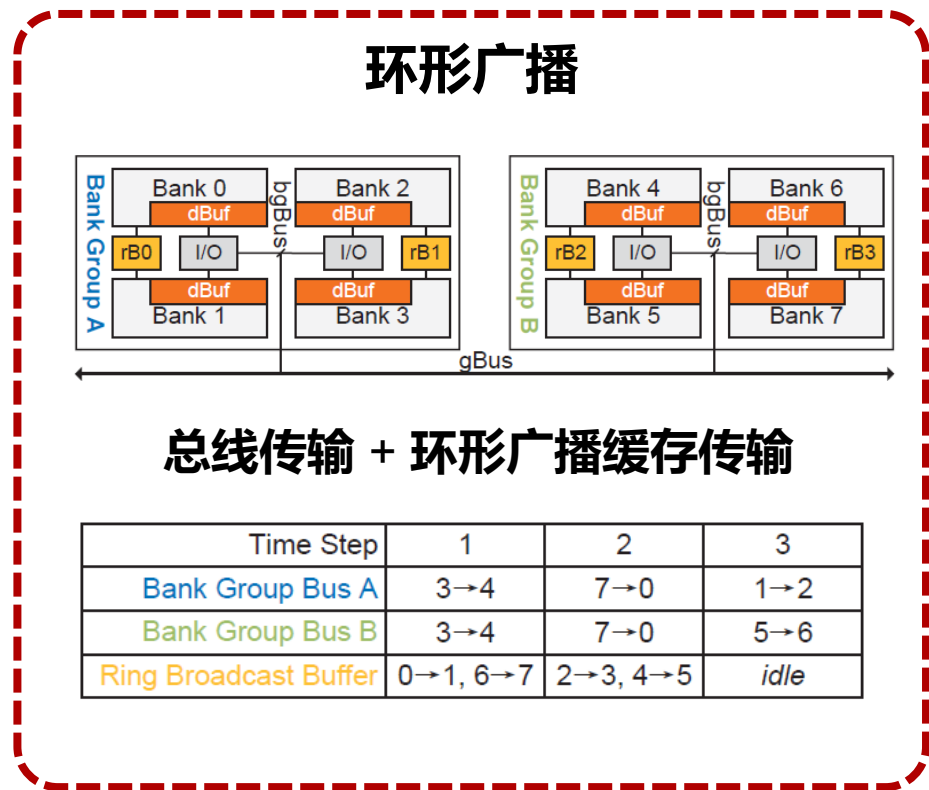 环形广播
Bank Group A
Bank 0
dBuf
bgBus
Bank 2
dBuf
rB0
I/O
I/O
rB1
dBuf
Bank 1
dBuf
Bank 3
Bank Group B
Bank 4
dBuf
bgBus
Bank 6
dBuf
rB2
I/O
I/O
rB3
dBuf
Bank 5
dBuf
Bank 7
gBus
总线传输 + 环形广播缓存传输
Time Step 1 2 3
Bank Group Bus A 3→4 7→0 1→2
Bank Group Bus B 3→4 7→0 5→6
Ring Broadcast Buffer 0→1, 6→7 2→3, 4→5 idle